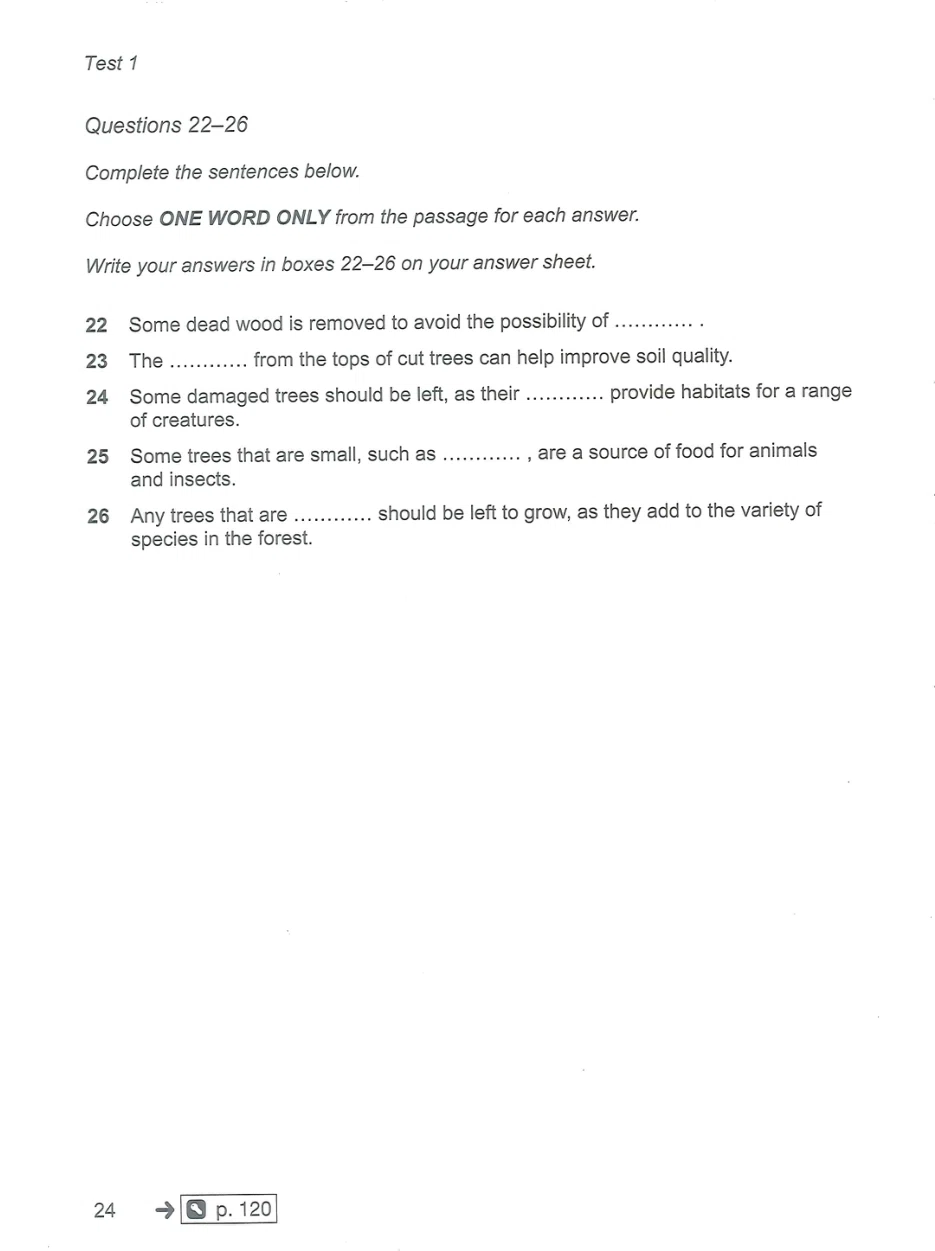 Test 1
Questions 22–26
Complete the sentences below.
Choose ONE WORD ONLY from the passage for each answer.
Write your answers in boxes 22–26 on your answer sheet.
22 Some dead wood is removed to avoid the possibility of ............ .
23 The ............ from the tops of cut trees can help improve soil quality.
24 Some damaged trees should be left, as their ............ provide habitats for a range
of creatures.
25 Some trees that are small, such as ............ , are a source of food for animals
and insects.
26 Any trees that are ............ should be left to grow, as they add to the variety of
species in the forest.
24 → p. 120